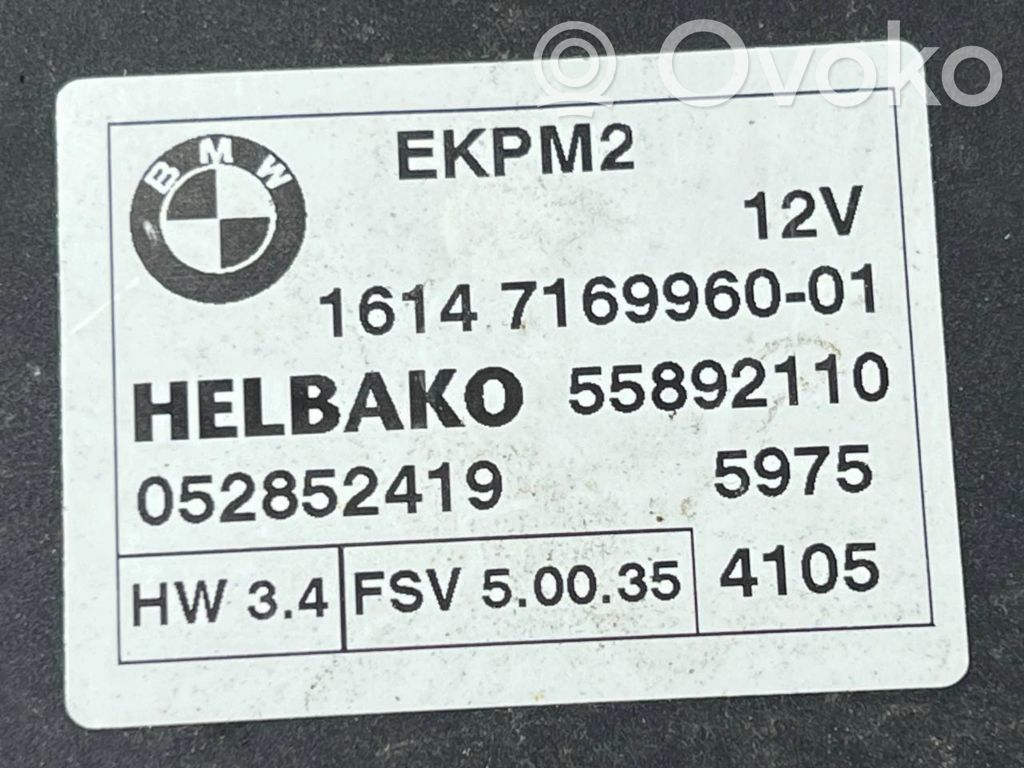 Ovoko
BMW
EKPM2
12V
1614 7169960-01
HELBAKO 55892110
052852419 5975
HW 3.4 FSV 5.00.35 4105